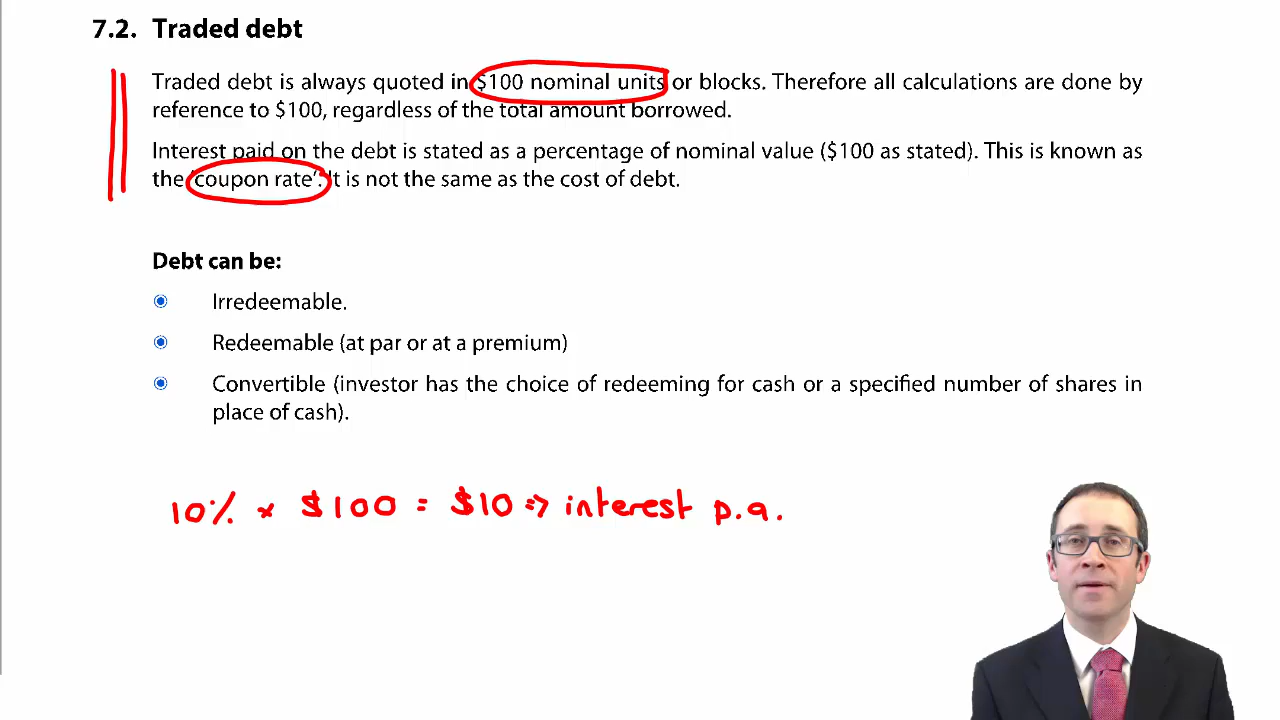 7.2. Traded debt
Traded debt is always quoted in $100 nominal units or blocks. Therefore all calculations are done by
reference to $100, regardless of the total amount borrowed.
Interest paid on the debt is stated as a percentage of nominal value ($100 as stated). This is known as
the ‘coupon rate’. It is not the same as the cost of debt.
Debt can be:
Irredeemable.
Redeemable (at par or at a premium)
Convertible (investor has the choice of redeeming for cash or a specified number of shares in
place of cash).
10% × $100 = $10 => interest p.a.